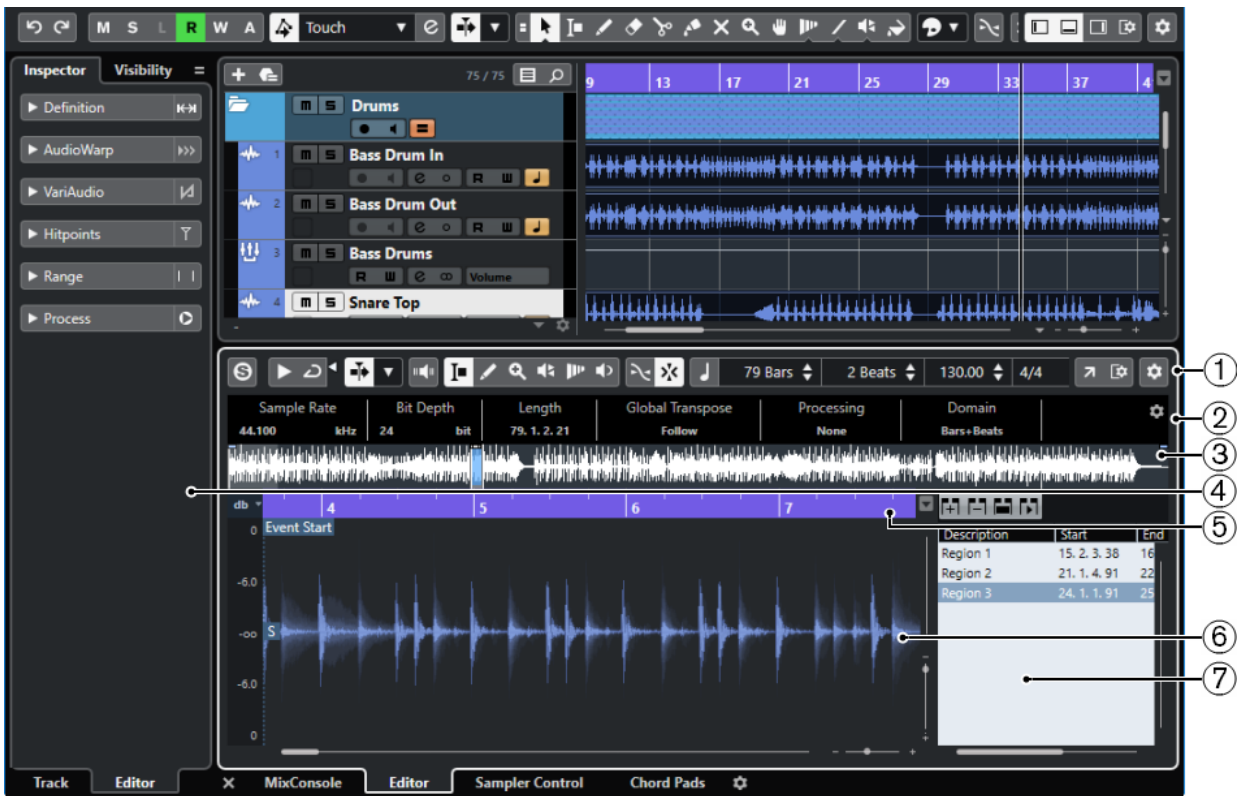 M S L R W A Touch
Inspector Visibility
Definition
AudioWarp
VariAudio
Hitpoints
Range
Process
75 / 75
9 13 17 21 25 29 33 37 4
m S Drums
1 m S Bass Drum In
e R W
2 m S Bass Drum Out
e R W
3 m S Bass Drums
R W e Volume
4 m S Snare Top
79 Bars 2 Beats 130.00 4/4
Sample Rate Bit Depth Length Global Transpose Processing Domain
44.100 kHz 24 bit 79. 1. 2. 21 Follow None Bars+Beats
db 4 5 6 7
Event Start
0
-6.0
-∞
S
-6.0
0
Description Start End
Region 1 15. 2. 3. 38 16
Region 2 21. 1. 4. 91 22
Region 3 24. 1. 1. 91 25
①
②
③
④
⑤
⑥
⑦
Track Editor MixConsole Editor Sampler Control Chord Pads